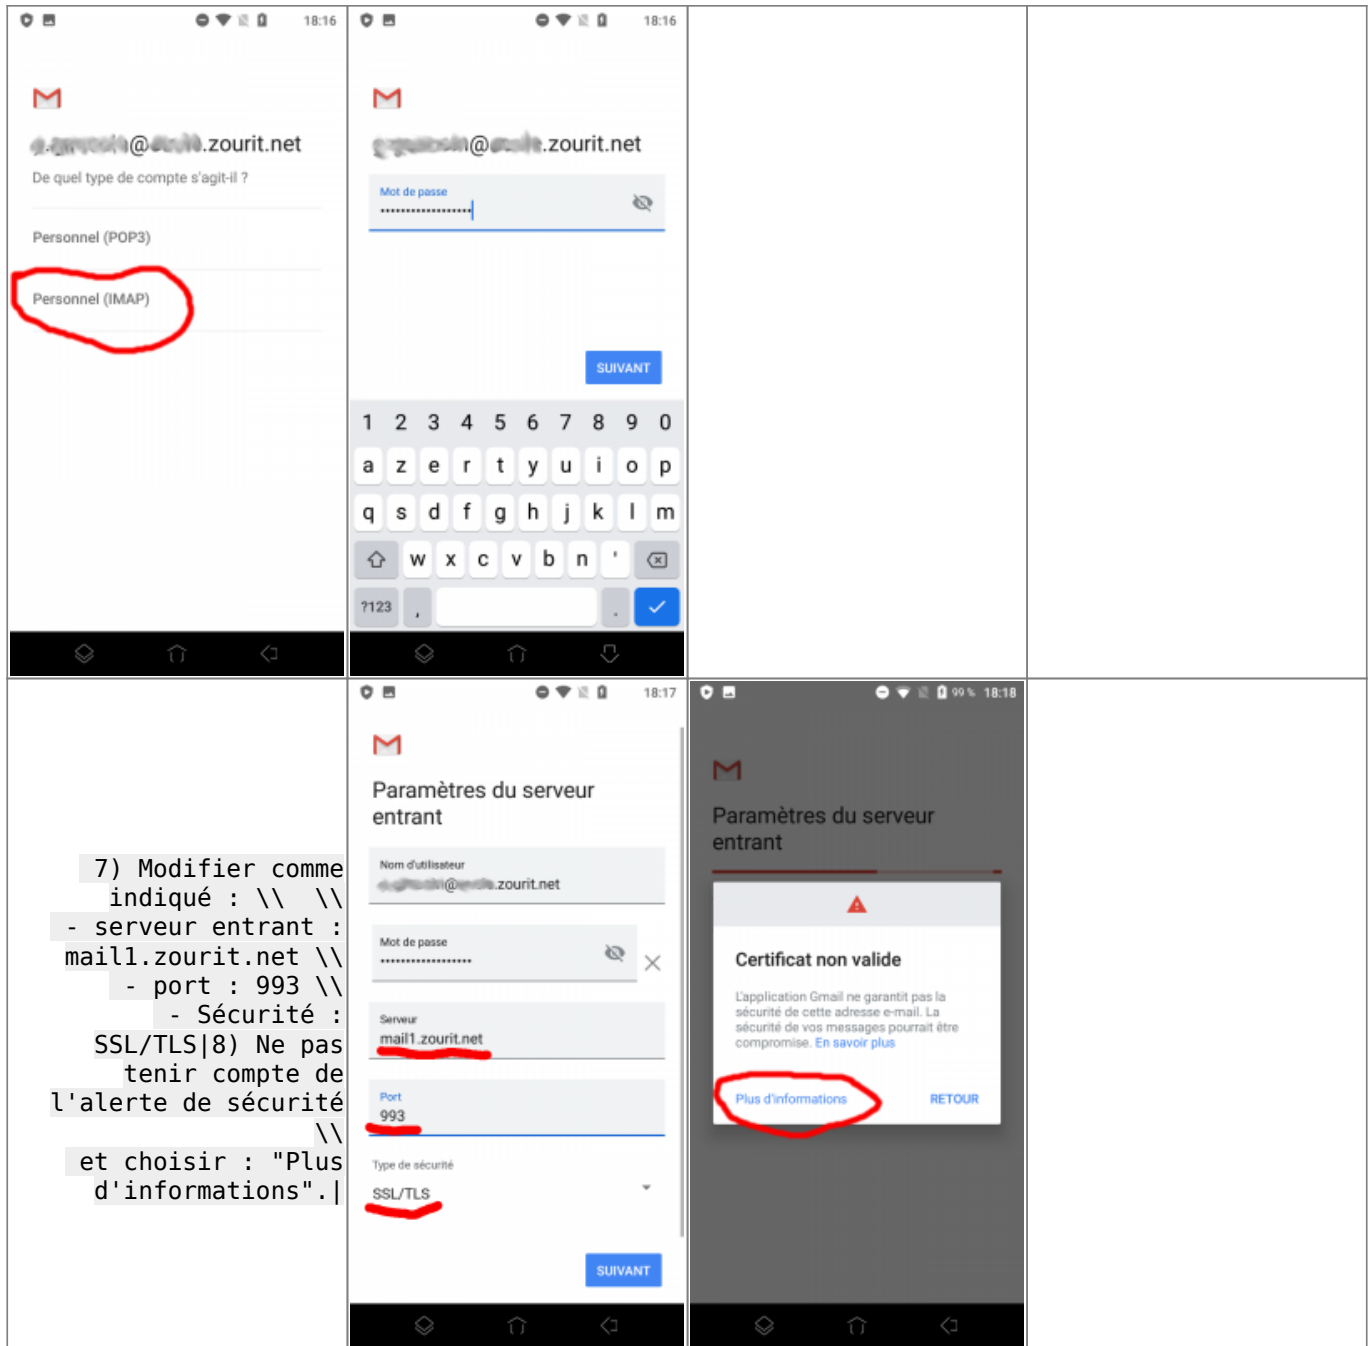 18:16
@
.zourit.net
De quel type de compte s'agit-il ?
Personnel (POP3)
Personnel (IMAP)
18:16
@
.zourit.net
Mot de passe
••••••••••••••••••
SUIVANT
1 2 3 4 5 6 7 8 9 0
a z e r t y u i o p
q s d f g h j k l m
w x c v b n '
?123 , .
7) Modifier comme
indiqué : \\ \\
- serveur entrant :
mail1.zourit.net \\
- port : 993 \\
- Sécurité :
SSL/TLS|8) Ne pas
tenir compte de
l'alerte de sécurité
\\
et choisir : "Plus
d'informations".|
18:17
Paramètres du serveur
entrant
Nom d'utilisateur
@
.zourit.net
Mot de passe
••••••••••••••••••
Serveur
mail1.zourit.net
Port
993
Type de sécurité
SSL/TLS
SUIVANT
99 % 18:18
Paramètres du serveur
entrant
Certificat non valide
L'application Gmail ne garantit pas la
sécurité de cette adresse e-mail. La
sécurité de vos messages pourrait être
compromise. En savoir plus
Plus d'informations RETOUR